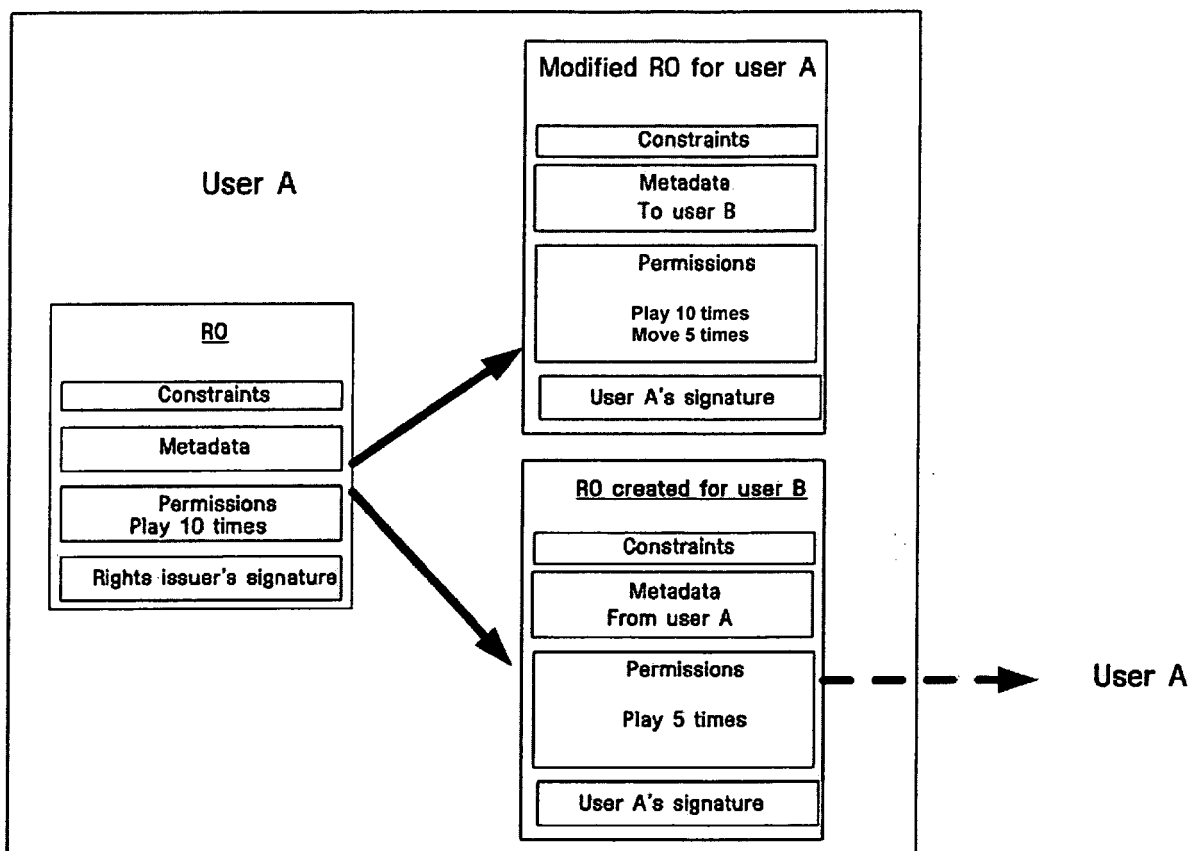 User A
RO
Constraints
Metadata
Permissions
Play 10 times
Rights issuer's signature
Modified RO for user A
Constraints
Metadata
To user B
Permissions
Play 10 times
Move 5 times
User A's signature
RO created for user B
Constraints
Metadata
From user A
Permissions
Play 5 times
User A's signature
User A